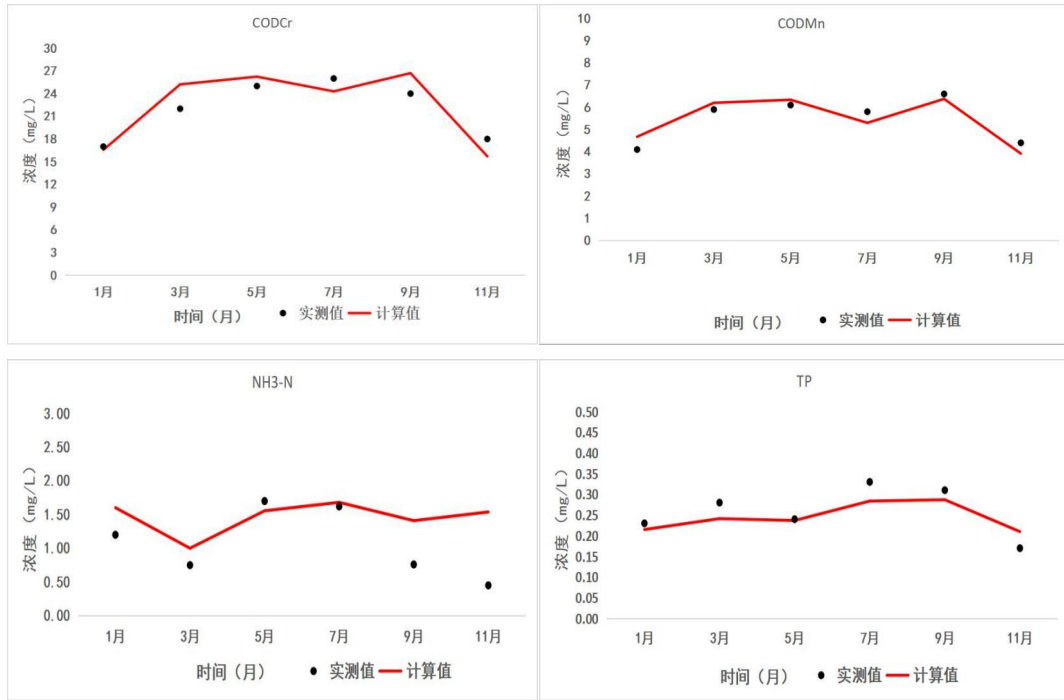 CODCr
浓度（mg/L）
30
27
24
21
18
15
12
9
6
3
0
1月 3月 5月 7月 9月 11月
时间（月） 实测值 计算值
CODMn
浓度（mg/L）
10
9
8
7
6
5
4
3
2
1
0
1月 3月 5月 7月 9月 11月
时间（月） 实测值 计算值
NH3-N
浓度（mg/L）
3.00
2.50
2.00
1.50
1.00
0.50
0.00
1月 3月 5月 7月 9月 11月
时间（月） 实测值 计算值
TP
浓度（mg/L）
0.50
0.45
0.40
0.35
0.30
0.25
0.20
0.15
0.10
0.05
0.00
1月 3月 5月 7月 9月 11月
时间（月） 实测值 计算值